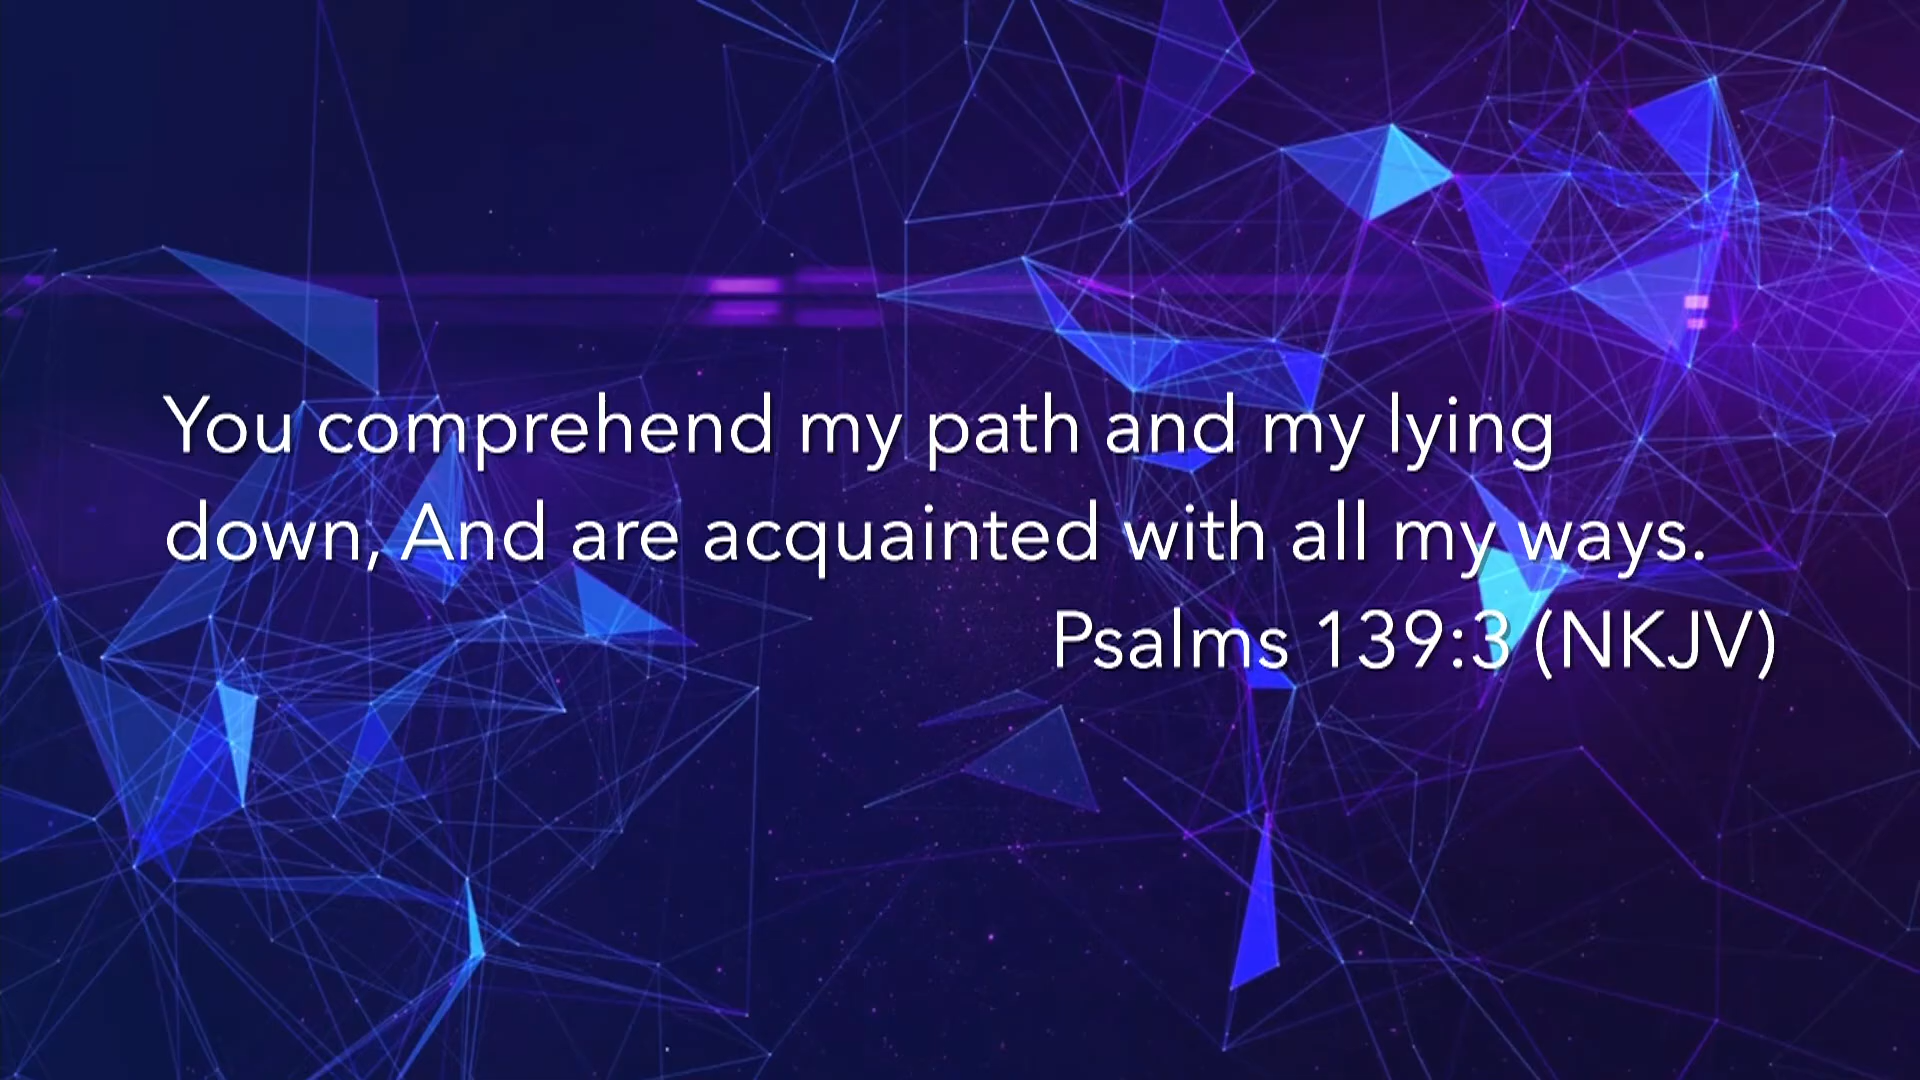 You comprehend my path and my lying
down, And are acquainted with all my ways.
Psalms 139:3 (NKJV)